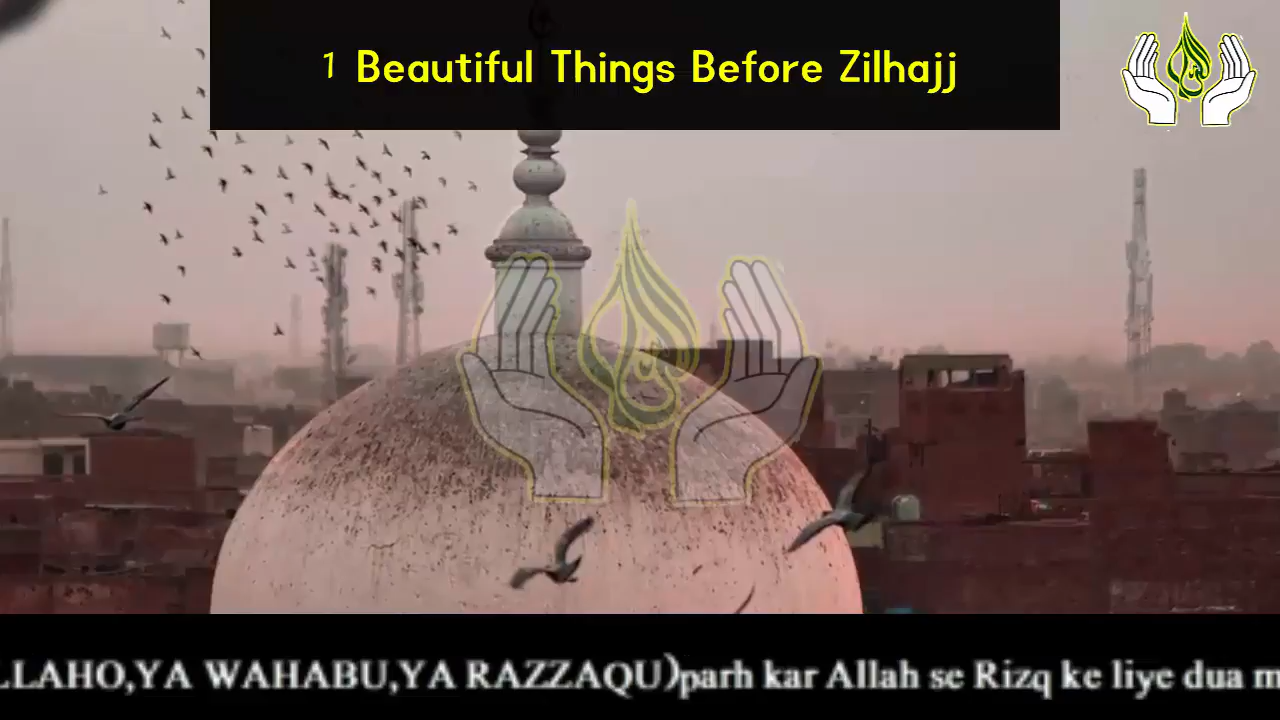 1 Beautiful Things Before Zilhajj
LLAHO,YA WAHABU,YA RAZZAQU)parh kar Allah se Rizq ke liye dua m